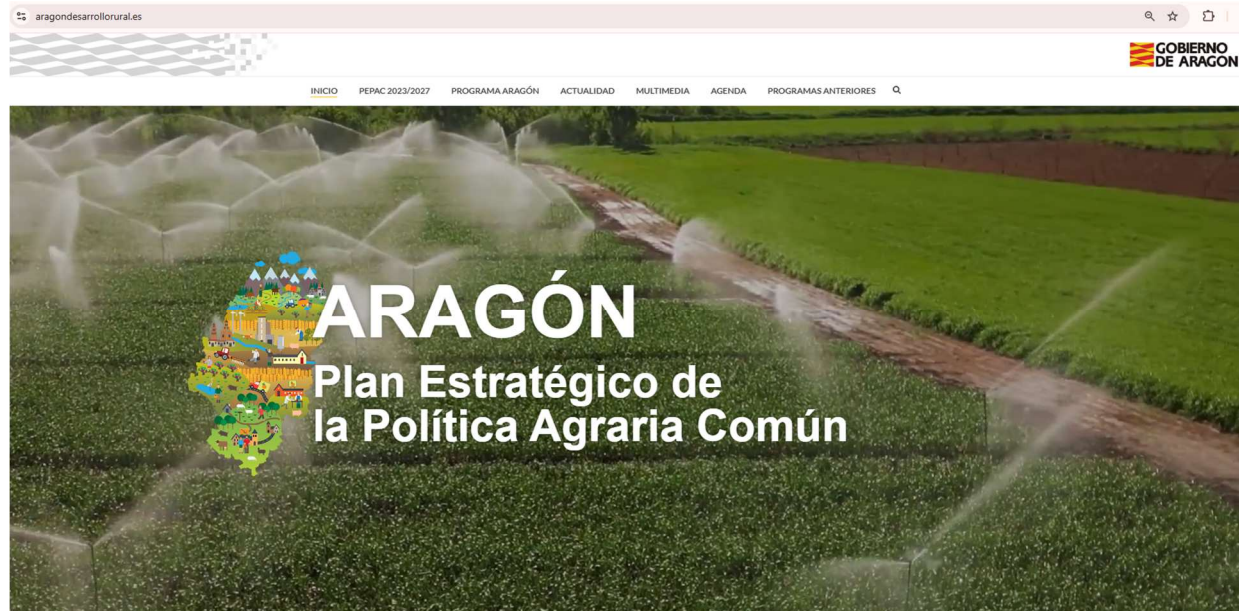 aragondesarrollorural.es
GOBIERNO
DE ARAGON
INICIO PEPAC 2023/2027 PROGRAMA ARAGÓN ACTUALIDAD MULTIMEDIA AGENDA PROGRAMAS ANTERIORES
ARAGÓN
Plan Estratégico de
la Política Agraria Común